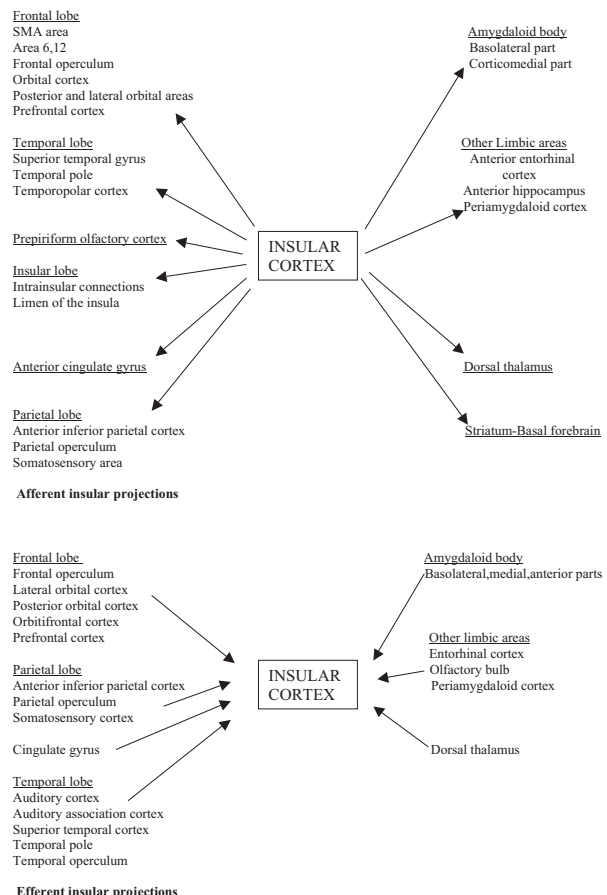 Frontal lobe
SMA area
Area 6,12
Frontal operculum
Orbital cortex
Posterior and lateral orbital areas
Prefrontal cortex
Temporal lobe
Superior temporal gyrus
Temporal pole
Temporopolar cortex
Prepiriform olfactory cortex
Insular lobe
Intrainsular connections
Limen of the insula
Anterior cingulate gyrus
Parietal lobe
Anterior inferior parietal cortex
Parietal operculum
Somatosensory area
INSULAR
CORTEX
Amygdaloid body
Basolateral part
Corticomedial part
Other Limbic areas
Anterior entorhinal
cortex
Anterior hippocampus
Periamygdaloid cortex
Dorsal thalamus
Striatum-Basal forebrain
Afferent insular projections
Frontal lobe
Frontal operculum
Lateral orbital cortex
Posterior orbital cortex
Orbitifrontal cortex
Prefrontal cortex
Parietal lobe
Anterior inferior parietal cortex
Parietal operculum
Somatosensory cortex
Cingulate gyrus
Temporal lobe
Auditory cortex
Auditory association cortex
Superior temporal cortex
Temporal pole
Temporal operculum
INSULAR
CORTEX
Amygdaloid body
Basolateral,medial,anterior parts
Other limbic areas
Entorhinal cortex
Olfactory bulb
Periamygdaloid cortex
Dorsal thalamus
Efferent insular projections